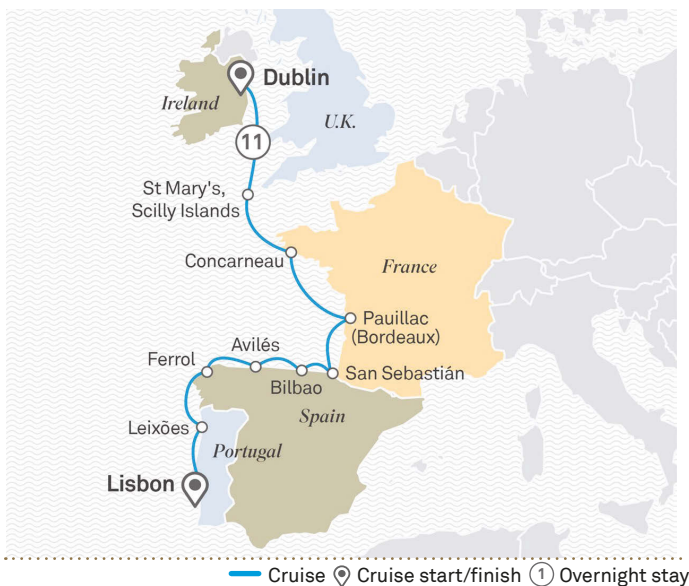 Dublin
Ireland
U.K.
11
St Mary's,
Scilly Islands
Concarneau
France
Pauillac
(Bordeaux)
Avilés
Ferrol
San Sebastián
Bilbao
Spain
Leixões
Portugal
Lisbon
Cruise Cruise start/finish 1 Overnight stay